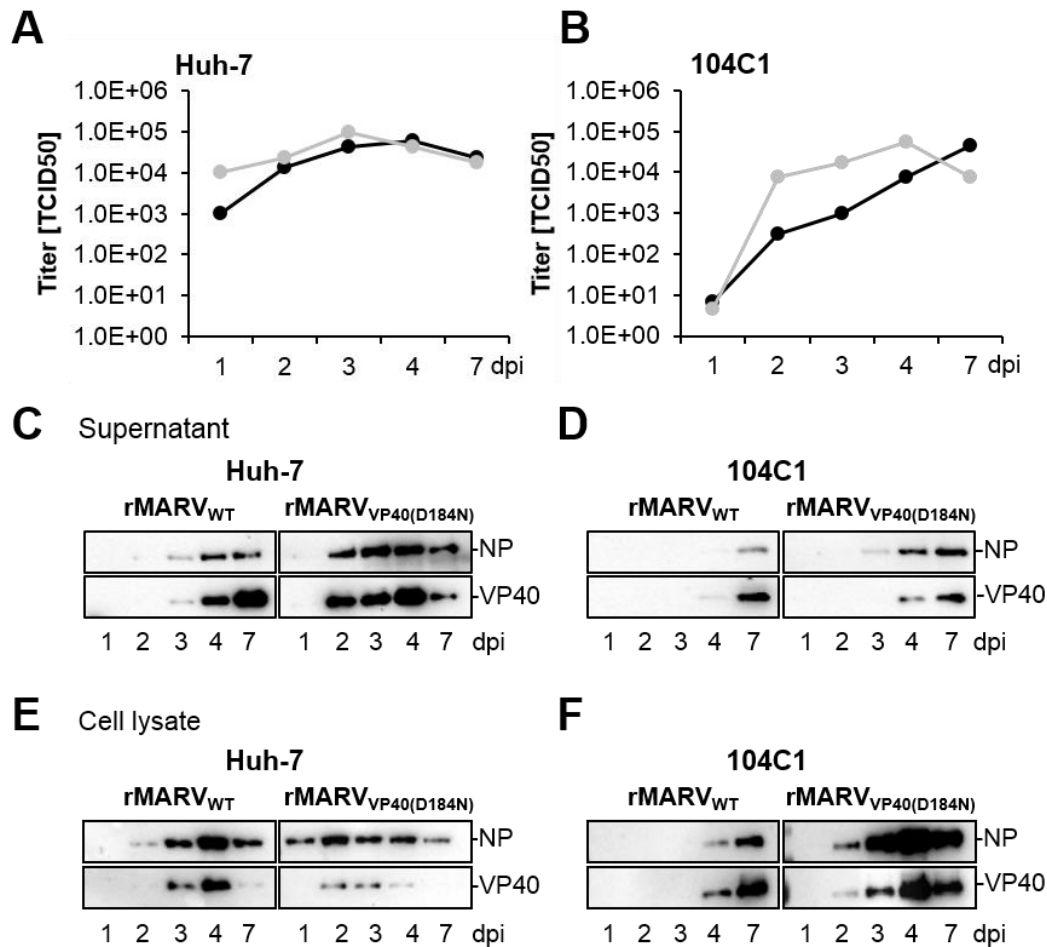 A
Huh-7
Titer [TCID50]
1.0E+06
1.0E+05
1.0E+04
1.0E+03
1.0E+02
1.0E+01
1.0E+00
1 2 3 4 7 dpi
B
104C1
Titer [TCID50]
1.0E+06
1.0E+05
1.0E+04
1.0E+03
1.0E+02
1.0E+01
1.0E+00
1 2 3 4 7 dpi
C Supernatant
Huh-7
rMARVWT rMARVVP40(D184N)
-NP
-VP40
1 2 3 4 7 1 2 3 4 7 dpi
D
104C1
rMARVWT rMARVVP40(D184N)
-NP
-VP40
1 2 3 4 7 1 2 3 4 7 dpi
E Cell lysate
Huh-7
rMARVWT rMARVVP40(D184N)
-NP
-VP40
1 2 3 4 7 1 2 3 4 7 dpi
F
104C1
rMARVWT rMARVVP40(D184N)
-NP
-VP40
1 2 3 4 7 1 2 3 4 7 dpi